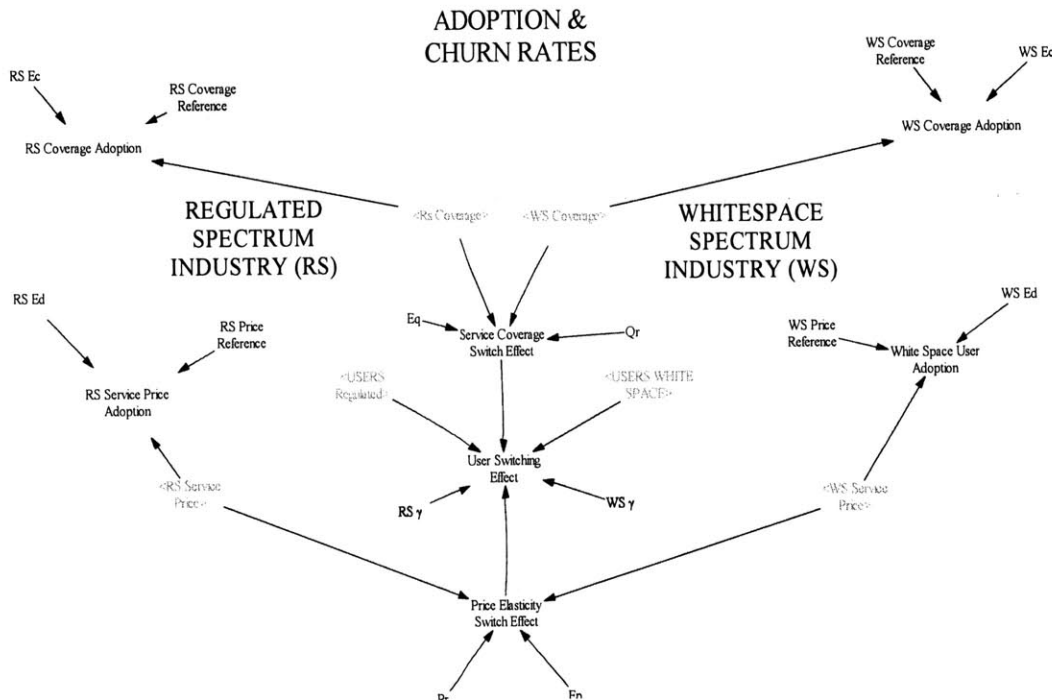 ADOPTION &
CHURN RATES
RS Ec
RS Coverage
Reference
RS Coverage Adoption
WS Coverage
Reference
WS Ec
WS Coverage Adoption
REGULATED
SPECTRUM
INDUSTRY (RS)
<Rs Coverage>
<WS Coverage>
WHITESPACE
SPECTRUM
INDUSTRY (WS)
RS Ed
RS Price
Reference
RS Service Price
Adoption
Eq
Service Coverage
Switch Effect
Qr
WS Price
Reference
WS Ed
White Space User
Adoption
<USERS
Regulated>
<USERS WHITE
SPACE>
User Switching
Effect
RS γ
WS γ
<RS Service
Price>
<WS Service
Price>
Price Elasticity
Switch Effect
Pr
Ep